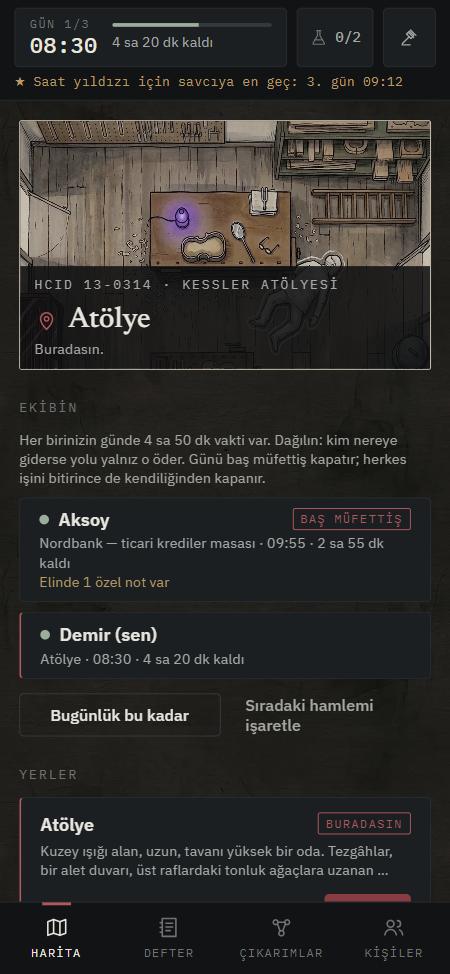 GÜN 1/3
08:30
4 sa 20 dk kaldı
0/2
★ Saat yıldızı için savcıya en geç: 3. gün 09:12
HCID 13-0314 · KESSLER ATÖLYESİ
Atölye
Buradasın.
EKİBİN
Her birinizin günde 4 sa 50 dk vakti var. Dağılın: kim nereye
giderse yolu yalnız o öder. Günü baş müfettiş kapatır; herkes
işini bitirince de kendiliğinden kapanır.
Aksoy
BAŞ MÜFETTİŞ
Nordbank — ticari krediler masası · 09:55 · 2 sa 55 dk
kaldı
Elinde 1 özel not var
Demir (sen)
Atölye · 08:30 · 4 sa 20 dk kaldı
Bugünlük bu kadar
Sıradaki hamlemi
işaretle
YERLER
Atölye
BURADASIN
Kuzey ışığı alan, uzun, tavanı yüksek bir oda. Tezgâhlar,
bir alet duvarı, üst raflardaki tonluk ağaçlara uzanan ...
HARİTA
DEFTER
ÇIKARIMLAR
KİŞİLER